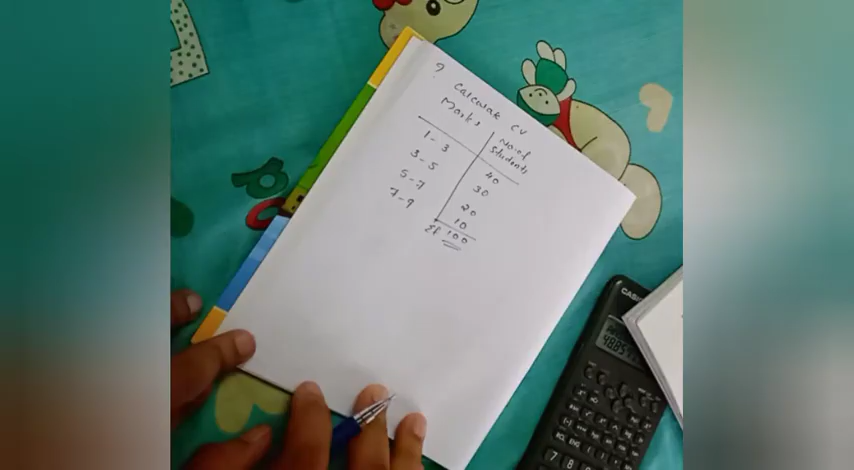 ?
Calculate CV
Marks No-of Students
1-3 40
3-5 30
5-7 20
7-9 10
Σf 100
CASIO
7 8